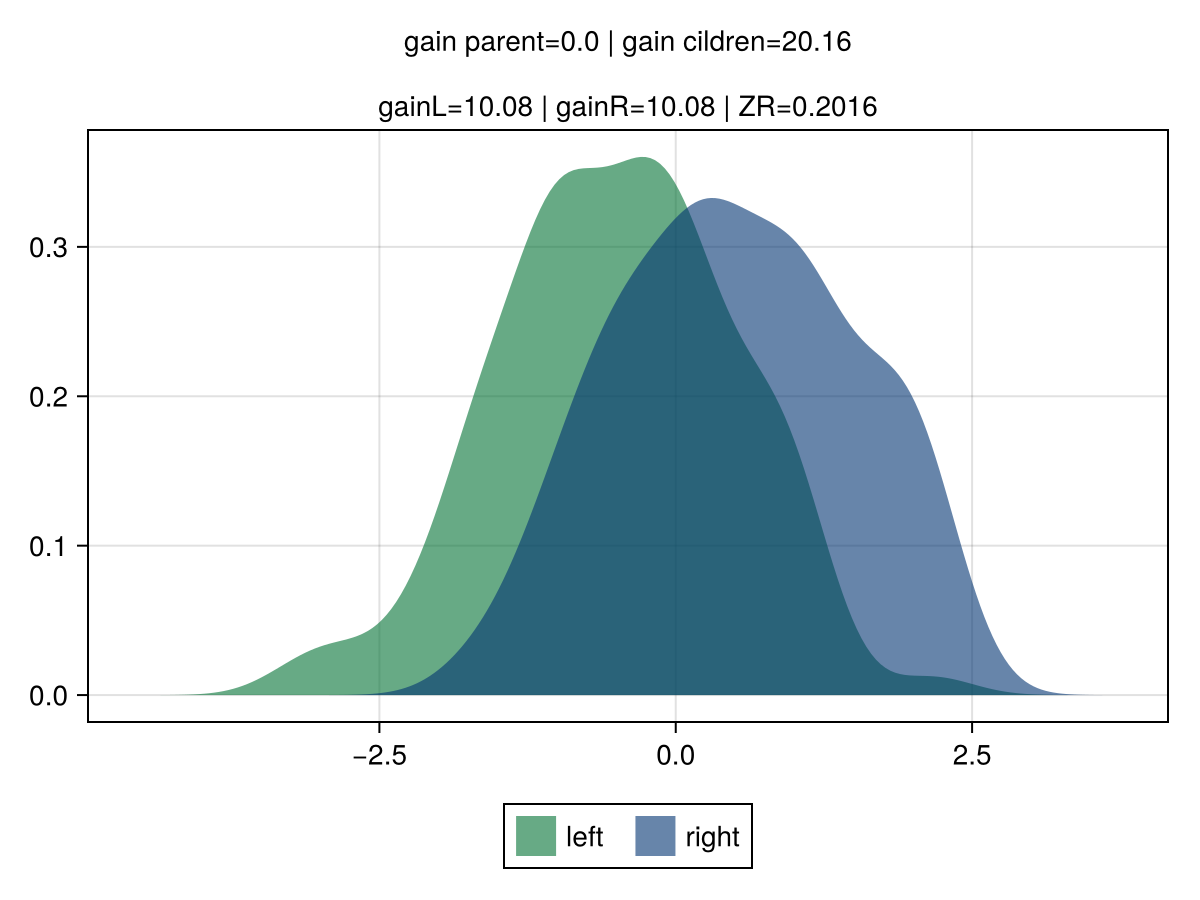 gain parent=0.0 | gain cildren=20.16
gainL=10.08 | gainR=10.08 | ZR=0.2016
0.3
0.2
0.1
0.0
−2.5 0.0 2.5
left right